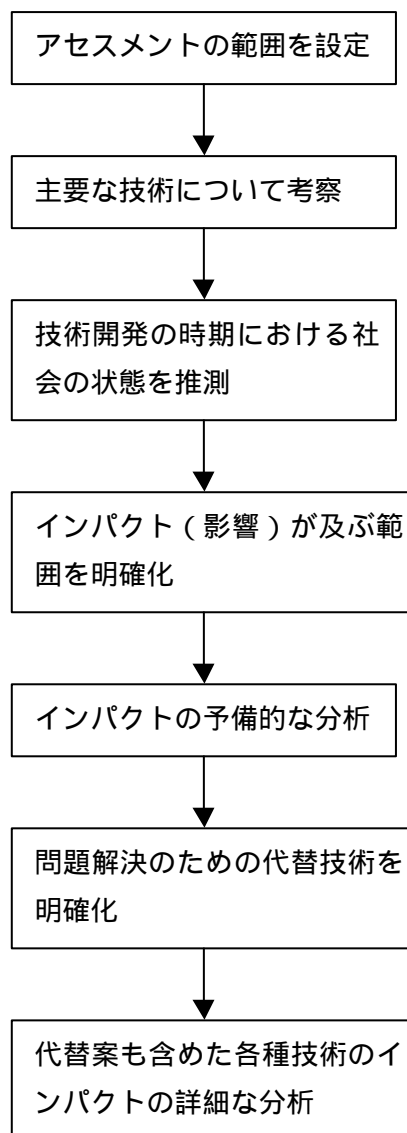 アセスメントの範囲を設定
主要な技術について考察
技術開発の時期における社
会の状態を推測
インパクト（影響）が及ぶ範
囲を明確化
インパクトの予備的な分析
問題解決のための代替技術を
明確化
代替案も含めた各種技術のイ
ンパクトの詳細な分析